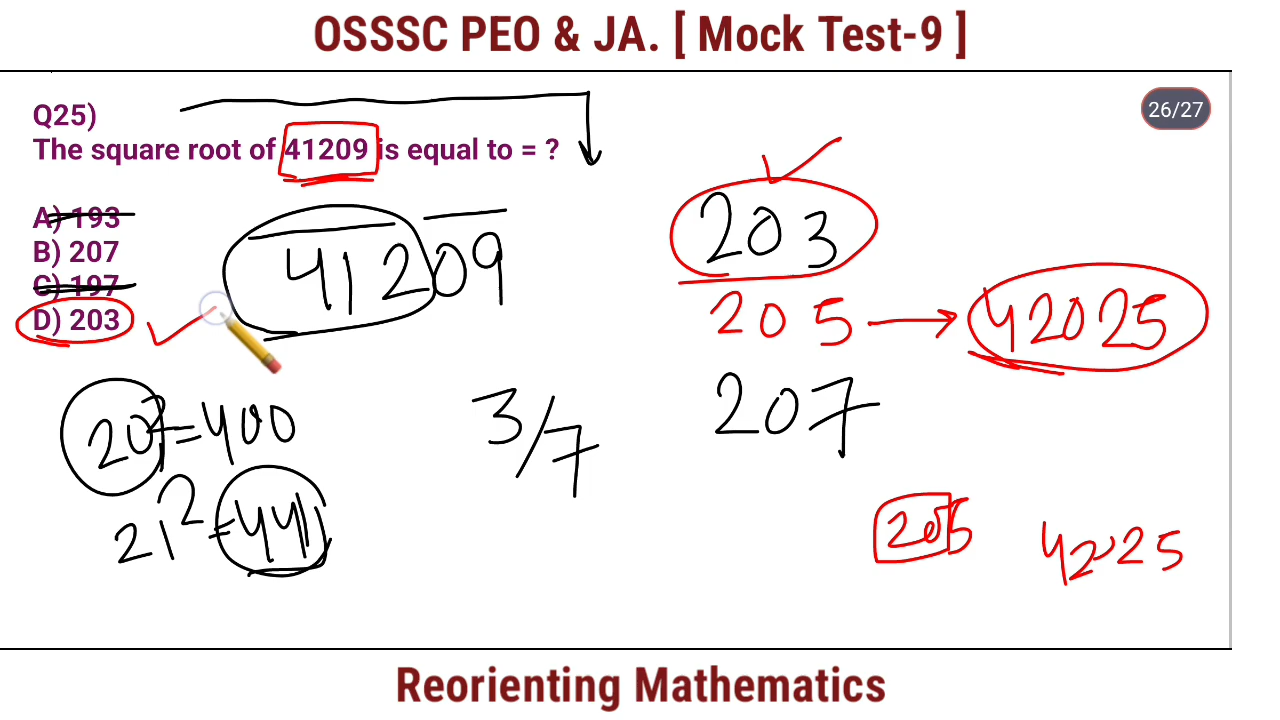 OSSSC PEO & JA. [ Mock Test-9 ]
26/27
Q25)
The square root of 41209 is equal to = ?
A) 193
B) 207
C) 197
D) 203
41209
20²=400
21²=441
3/7
203
205 → 42025
207
205
42025
Reorienting Mathematics